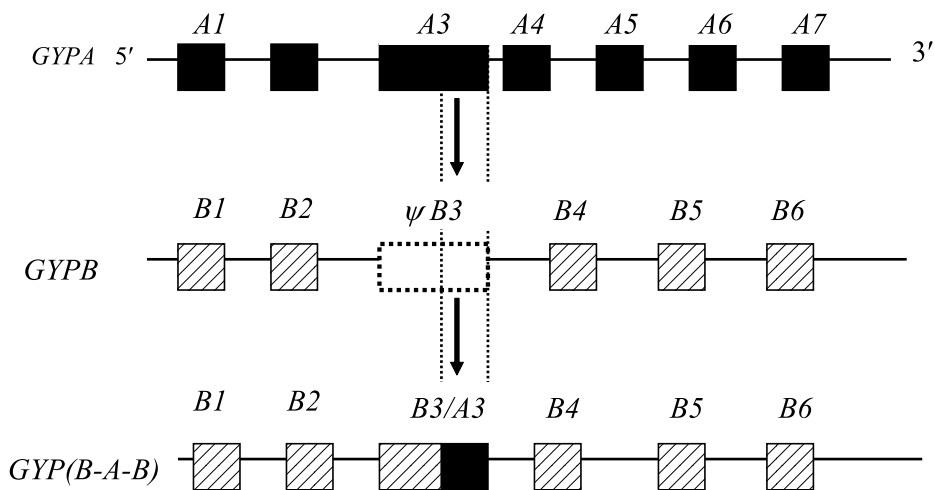 A1 A3 A4 A5 A6 A7
GYPA 5′ 3′
B1 B2 ψ B3 B4 B5 B6
GYPB
B1 B2 B3/A3 B4 B5 B6
GYP(B-A-B)